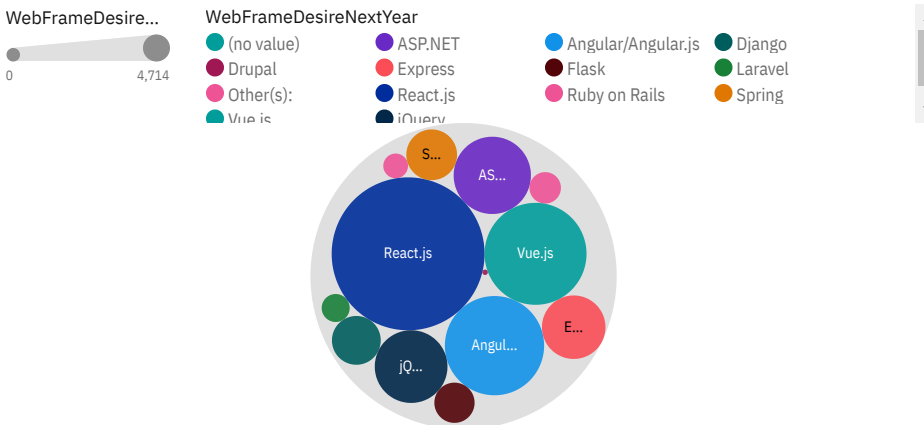 WebFrameDesire...
0 4,714
WebFrameDesireNextYear
(no value) ASP.NET Angular/Angular.js Django
Drupal Express Flask Laravel
Other(s): React.js Ruby on Rails Spring
Vue.js jQuery
S...
AS...
React.js
Vue.js
E...
Angul...
jQ...